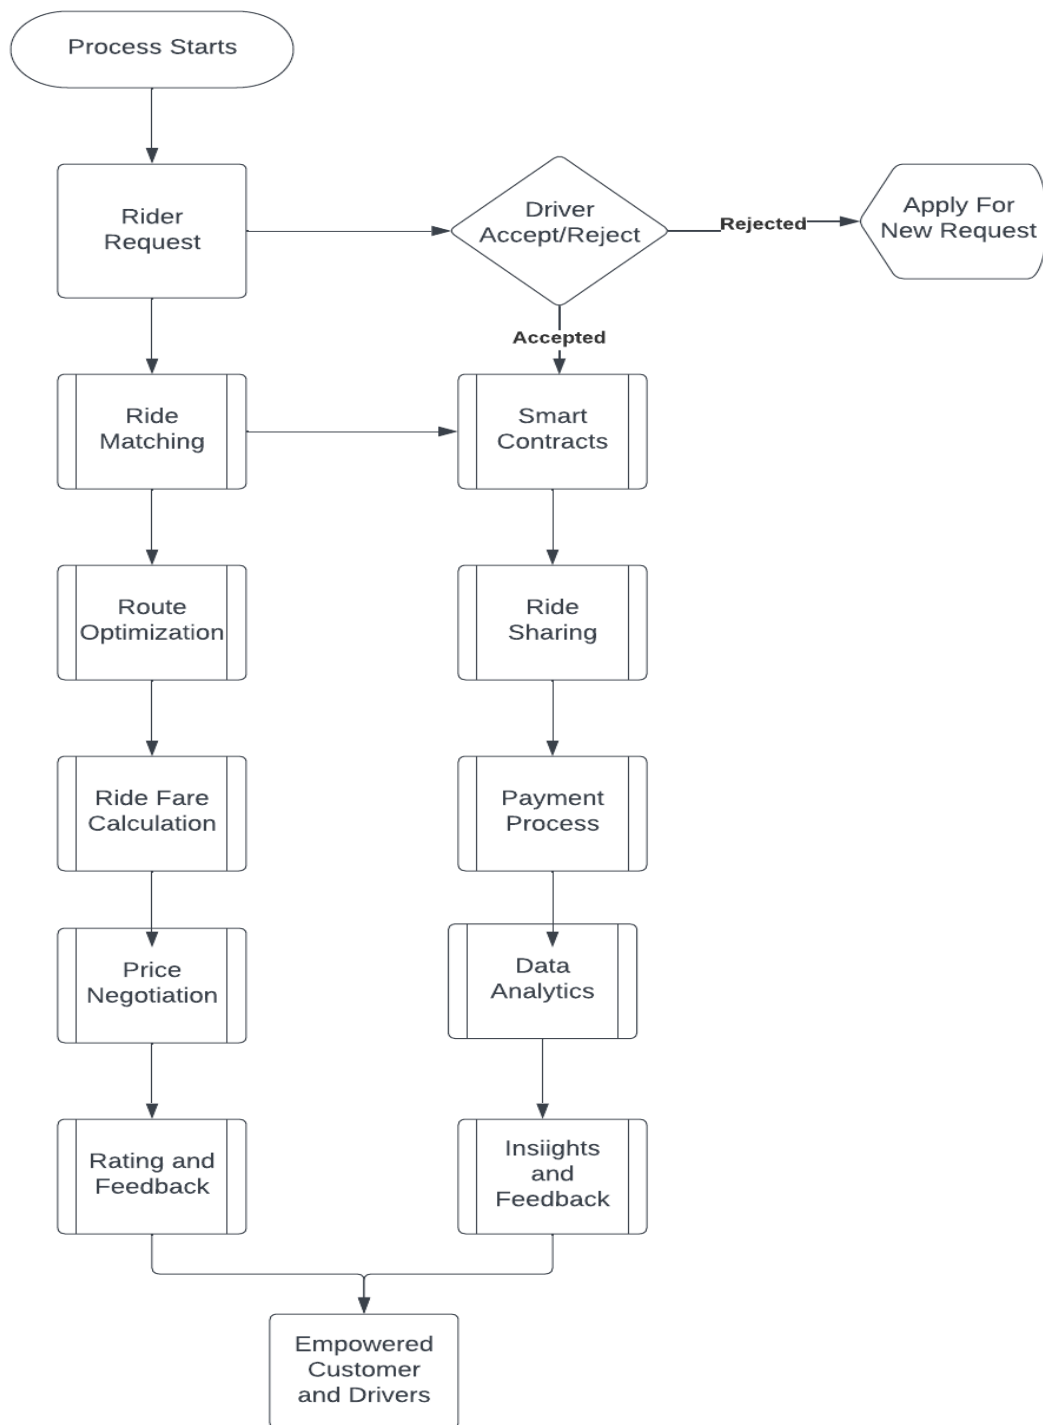 Process Starts
Rider
Request
Driver
Accept/Reject
Rejected
Apply For
New Request
Accepted
Ride
Matching
Smart
Contracts
Route
Optimization
Ride
Sharing
Ride Fare
Calculation
Payment
Process
Price
Negotiation
Data
Analytics
Rating and
Feedback
Insiights
and
Feedback
Empowered
Customer
and Drivers